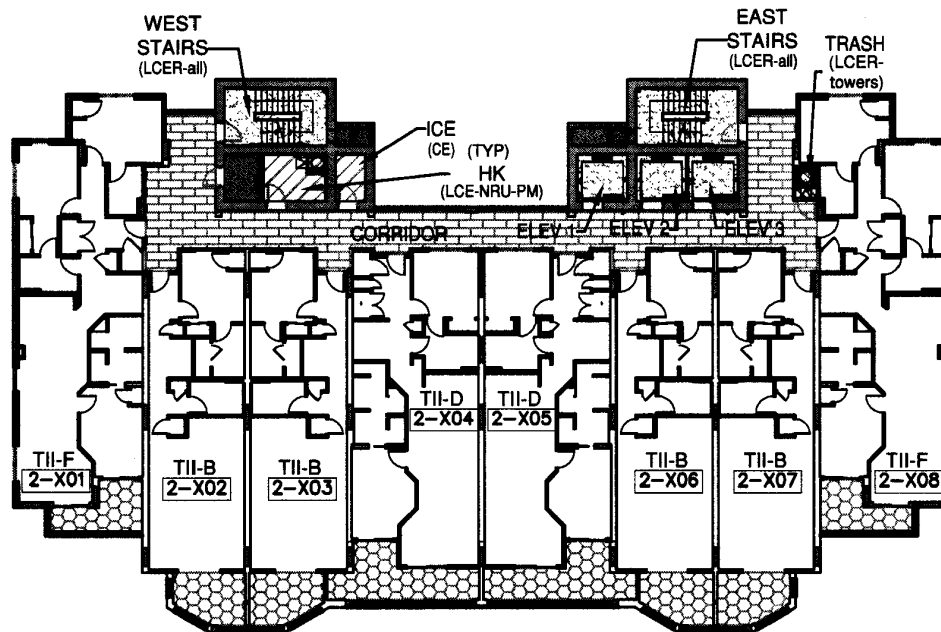 WEST
STAIRS
(LCER-all)
EAST
STAIRS
(LCER-all)
TRASH
(LCER-
towers)
ICE
(CE)
(TYP)
HK
(LCE-NRU-PM)
CORRIDOR
ELEV 1
ELEV 2
ELEV 3
TII-D
2-X04
TII-D
2-X05
TII-F
2-X01
TII-B
2-X02
TII-B
2-X03
TII-B
2-X06
TII-B
2-X07
TII-F
2-X08